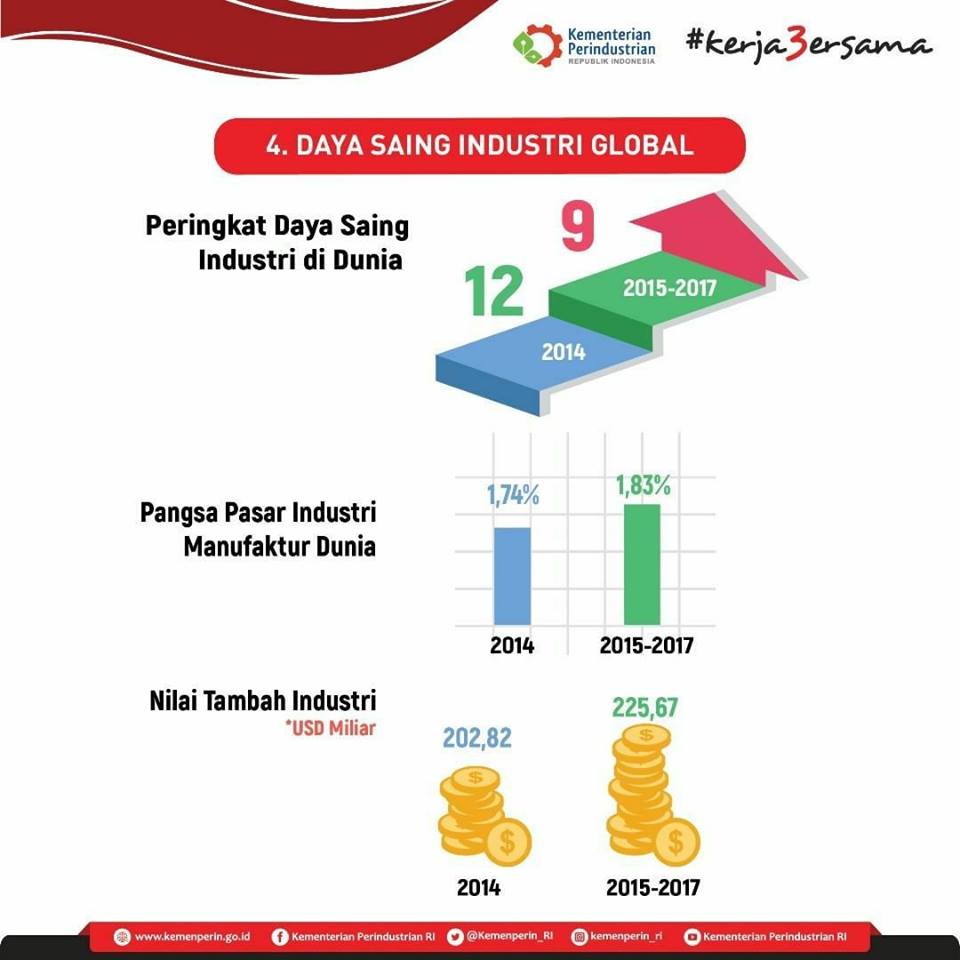 Kementerian
Perindustrian
REPUBLIK INDONESIA
#kerja3ersama
4. DAYA SAING INDUSTRI GLOBAL
Peringkat Daya Saing
Industri di Dunia
9
12
2015-2017
2014
Pangsa Pasar Industri
Manufaktur Dunia
1,74%
1,83%
2014
2015-2017
Nilai Tambah Industri
*USD Miliar
202,82
225,67
$
$
$
$
2014
2015-2017
www.kemenperin.go.id
Kementerian Perindustrian RI
@Kemenperin_RI
kemenperin_ri
Kementerian Perindustrian RI